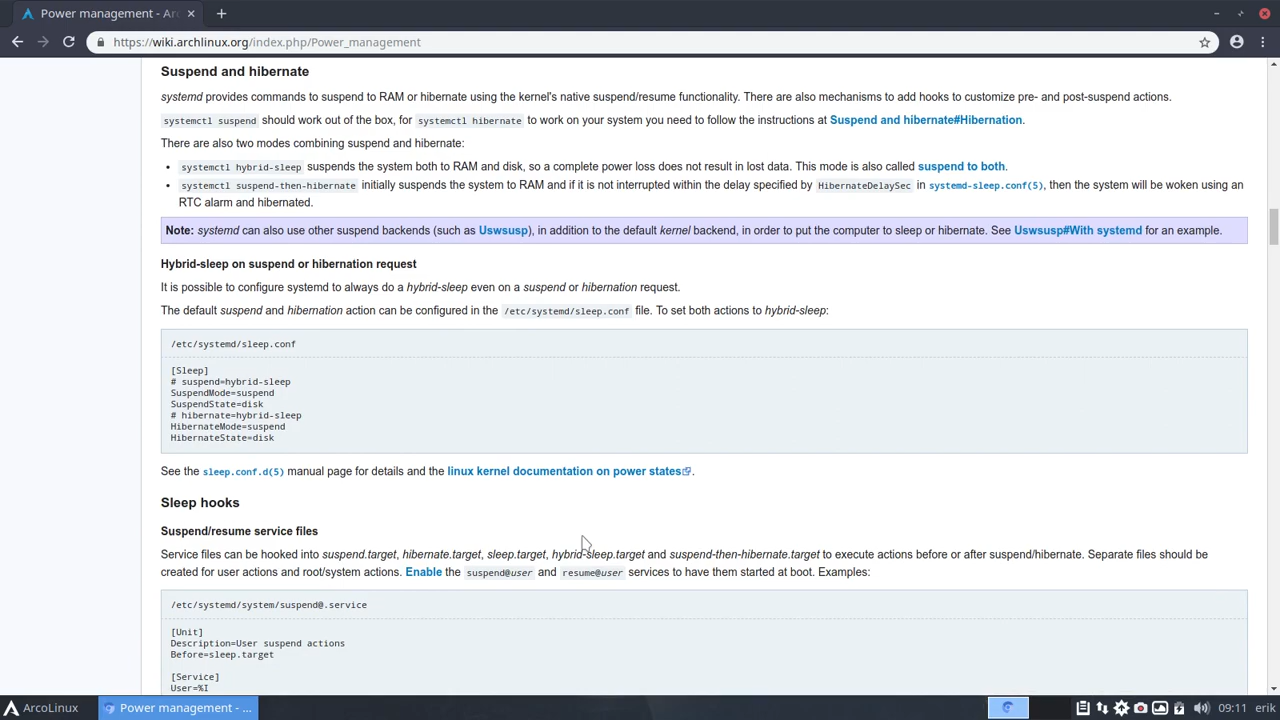 Power management - Arc
https://wiki.archlinux.org/index.php/Power_management
Suspend and hibernate
systemd provides commands to suspend to RAM or hibernate using the kernel's native suspend/resume functionality. There are also mechanisms to add hooks to customize pre- and post-suspend actions.
systemctl suspend should work out of the box, for systemctl hibernate to work on your system you need to follow the instructions at Suspend and hibernate#Hibernation.
There are also two modes combining suspend and hibernate:
• systemctl hybrid-sleep suspends the system both to RAM and disk, so a complete power loss does not result in lost data. This mode is also called suspend to both.
• systemctl suspend-then-hibernate initially suspends the system to RAM and if it is not interrupted within the delay specified by HibernateDelaySec in systemd-sleep.conf(5), then the system will be woken using an
RTC alarm and hibernated.
Note: systemd can also use other suspend backends (such as Uswsusp), in addition to the default kernel backend, in order to put the computer to sleep or hibernate. See Uswsusp#With systemd for an example.
Hybrid-sleep on suspend or hibernation request
It is possible to configure systemd to always do a hybrid-sleep even on a suspend or hibernation request.
The default suspend and hibernation action can be configured in the /etc/systemd/sleep.conf file. To set both actions to hybrid-sleep:
/etc/systemd/sleep.conf
[Sleep]
# suspend=hybrid-sleep
SuspendMode=suspend
SuspendState=disk
# hibernate=hybrid-sleep
HibernateMode=suspend
HibernateState=disk
See the sleep.conf.d(5) manual page for details and the linux kernel documentation on power states.
Sleep hooks
Suspend/resume service files
Service files can be hooked into suspend.target, hibernate.target, sleep.target, hybrid-sleep.target and suspend-then-hibernate.target to execute actions before or after suspend/hibernate. Separate files should be
created for user actions and root/system actions. Enable the suspend@user and resume@user services to have them started at boot. Examples:
/etc/systemd/system/suspend@.service
[Unit]
Description=User suspend actions
Before=sleep.target
[Service]
User=%I
ArcoLinux
Power management - ...
09:11 erik